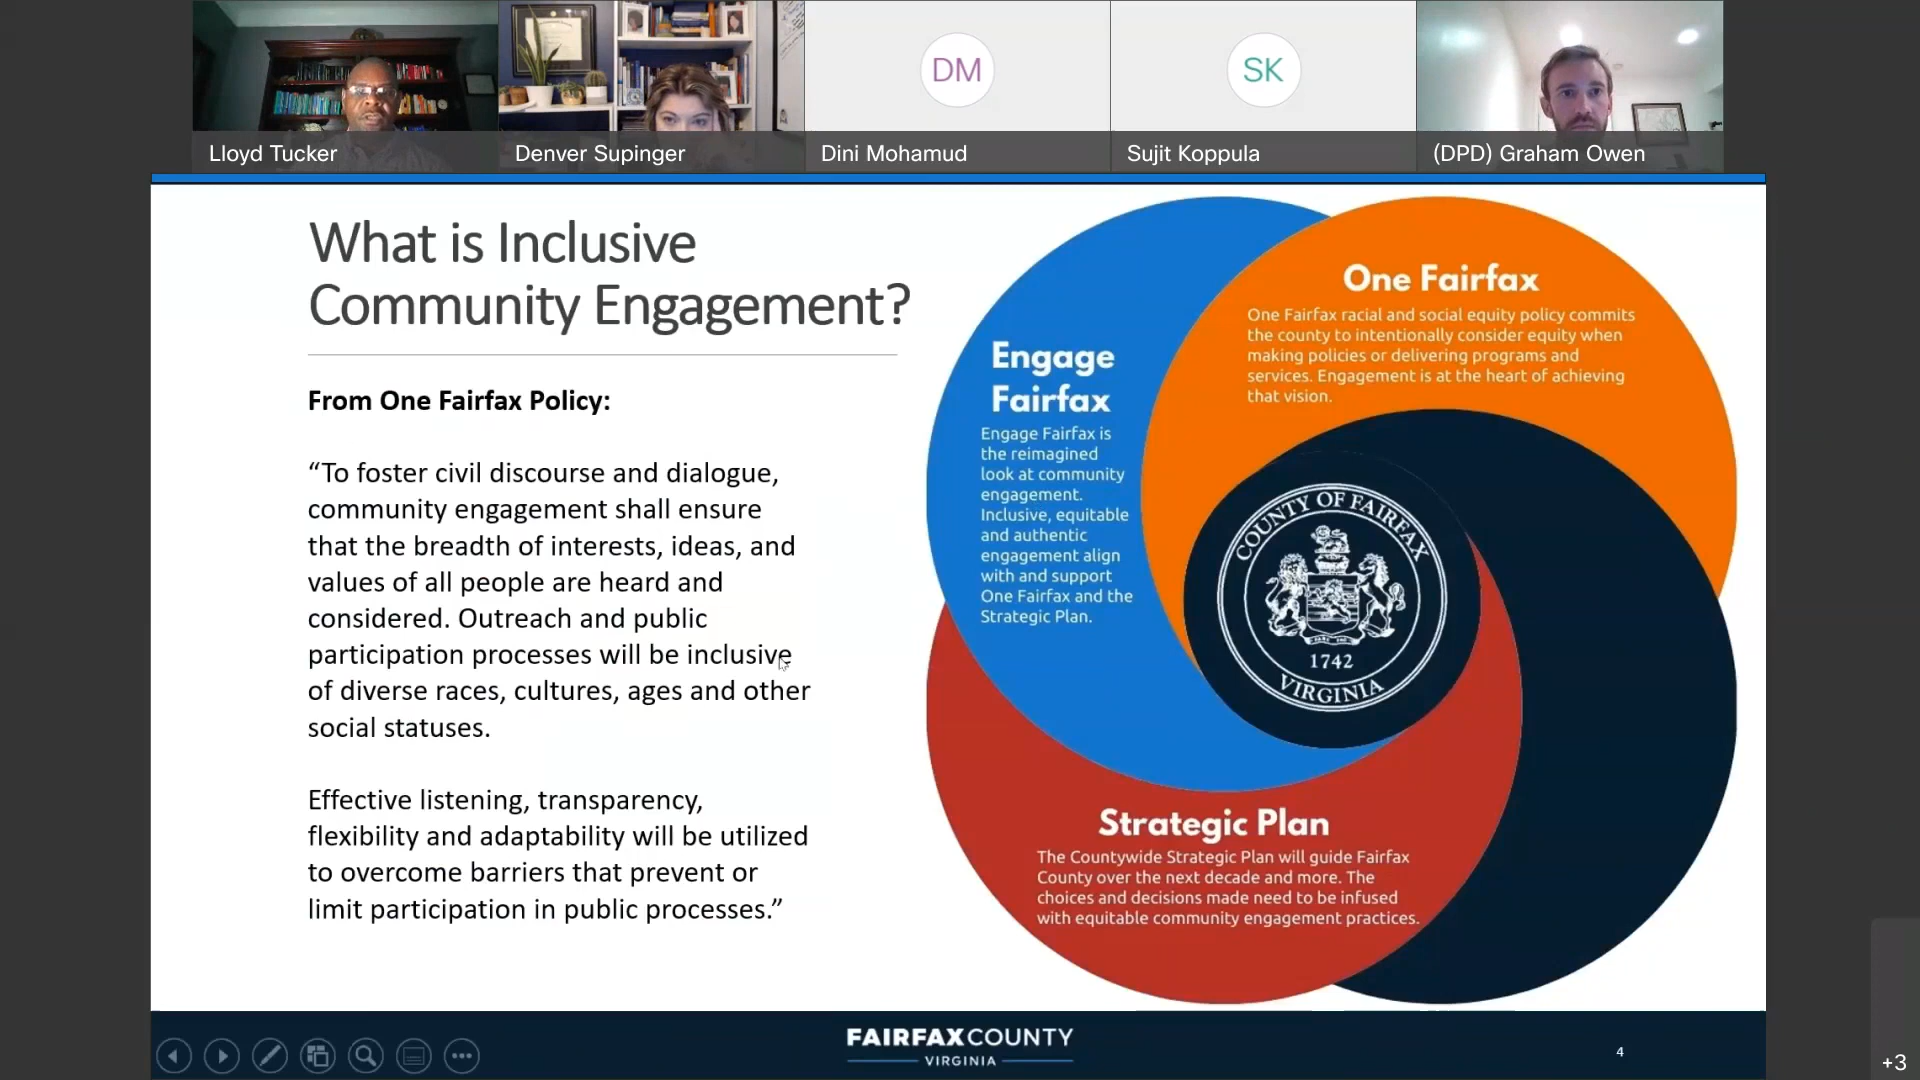 DM
SK
Lloyd Tucker
Denver Supinger
Dini Mohamud
Sujit Koppula
(DPD) Graham Owen
What is Inclusive
Community Engagement?
From One Fairfax Policy:
“To foster civil discourse and dialogue,
community engagement shall ensure
that the breadth of interests, ideas, and
values of all people are heard and
considered. Outreach and public
participation processes will be inclusive
of diverse races, cultures, ages and other
social statuses.
Effective listening, transparency,
flexibility and adaptability will be utilized
to overcome barriers that prevent or
limit participation in public processes.”
One Fairfax
One Fairfax racial and social equity policy commits
the county to intentionally consider equity when
making policies or delivering programs and
services. Engagement is at the heart of achieving
that vision.
Engage
Fairfax
Engage Fairfax is
the reimagined
look at community
engagement.
Inclusive, equitable
and authentic
engagement align
with and support
One Fairfax and the
Strategic Plan.
COUNTY OF FAIRFAX
1742
VIRGINIA
Strategic Plan
The Countywide Strategic Plan will guide Fairfax
County over the next decade and more. The
choices and decisions made need to be infused
with equitable community engagement practices.
FAIRFAX COUNTY
VIRGINIA
4
+3